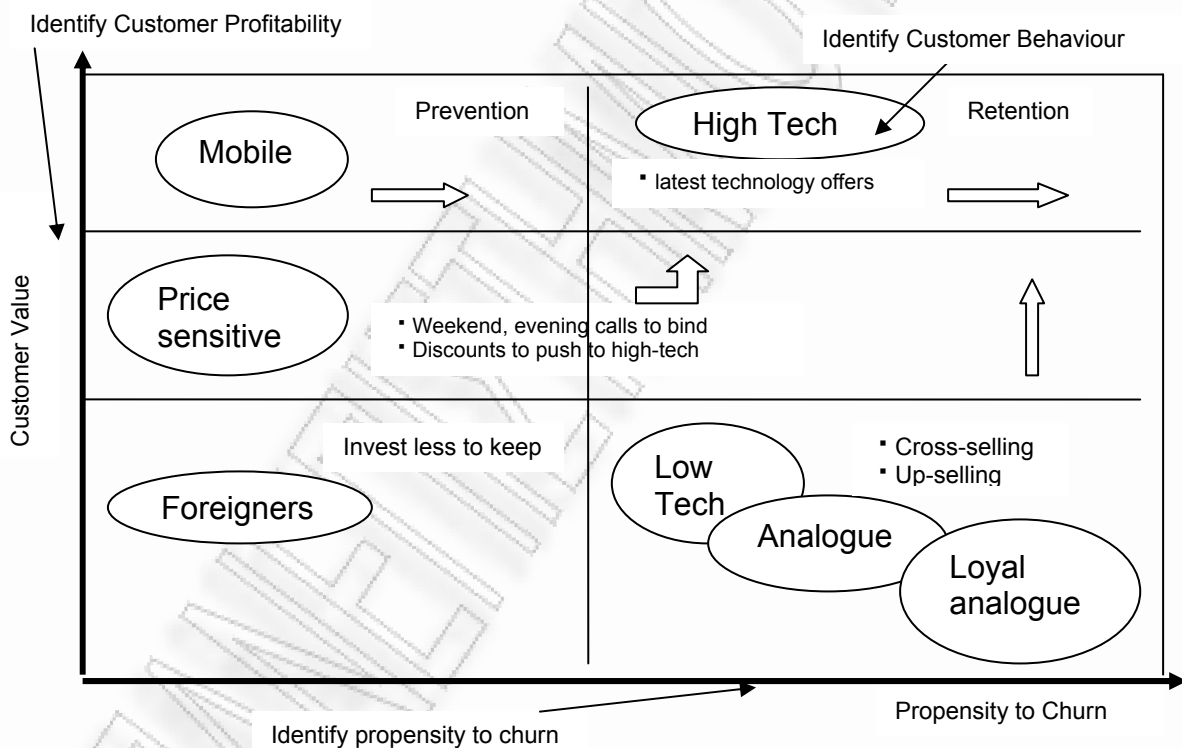 Identify Customer Profitability
Identify Customer Behaviour
Mobile
Prevention
High Tech
Retention
▪ latest technology offers
Customer Value
Price
sensitive
▪ Weekend, evening calls to bind
▪ Discounts to push to high-tech
Invest less to keep
Foreigners
Low
Tech
▪ Cross-selling
▪ Up-selling
Analogue
Loyal
analogue
Propensity to Churn
Identify propensity to churn